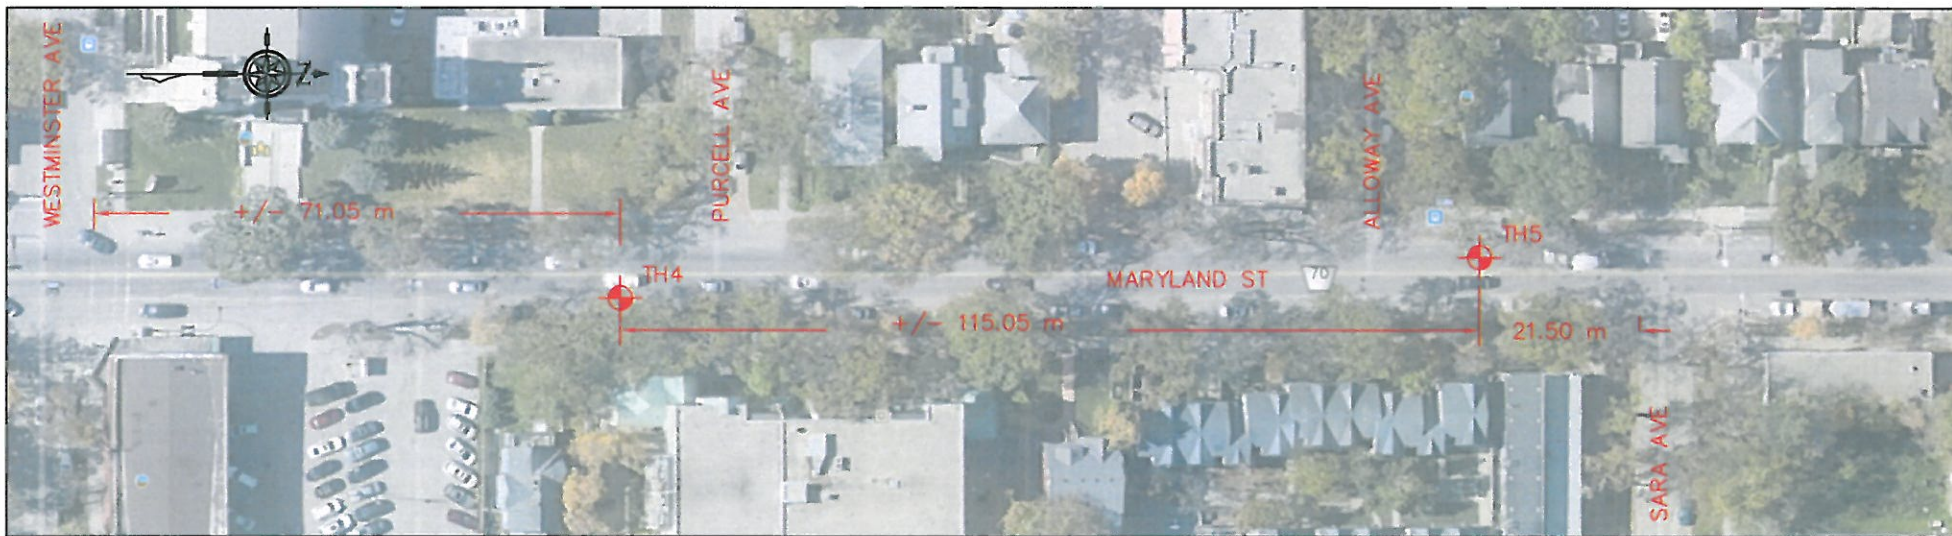 WESTMINSTER AVE
N
PURCELL AVE
ALLOWAY AVE
+/- 71.05 m
TH4
TH5
MARYLAND ST
70
+/- 115.05 m
21.50 m
SARA AVE